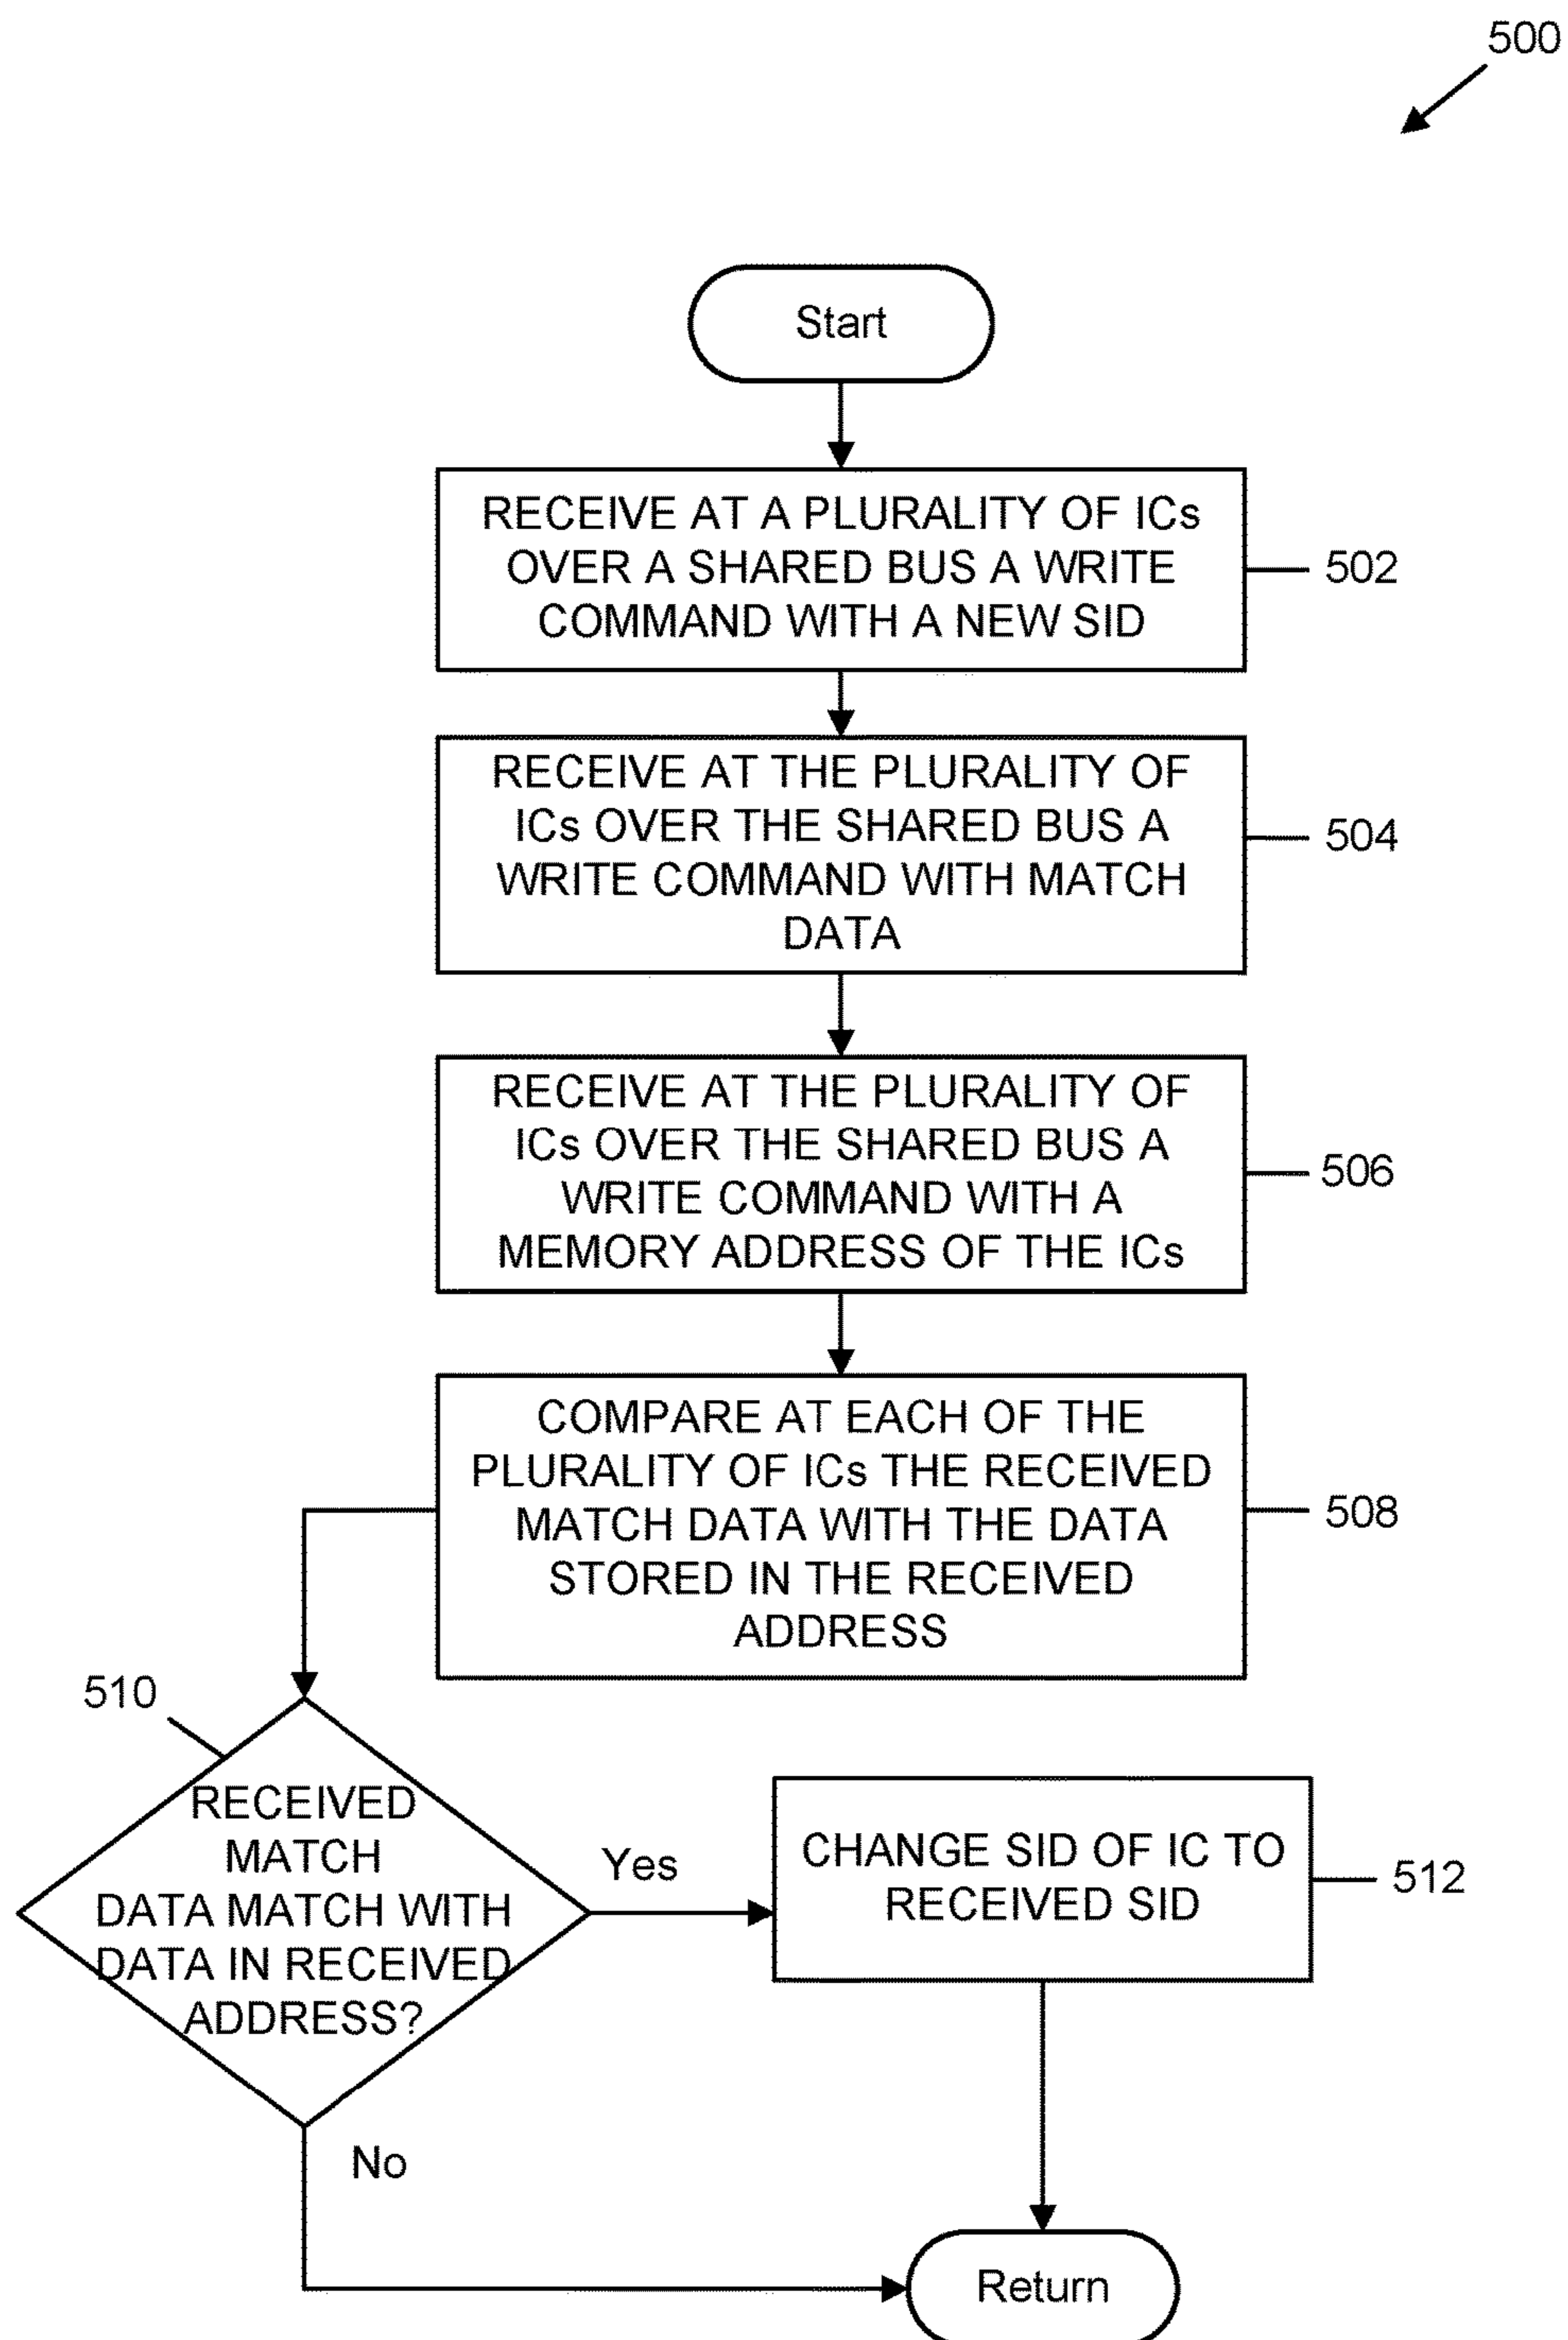 500
Start
RECEIVE AT A PLURALITY OF ICs
OVER A SHARED BUS A WRITE
COMMAND WITH A NEW SID
502
RECEIVE AT THE PLURALITY OF
ICs OVER THE SHARED BUS A
WRITE COMMAND WITH MATCH
DATA
504
RECEIVE AT THE PLURALITY OF
ICs OVER THE SHARED BUS A
WRITE COMMAND WITH A
MEMORY ADDRESS OF THE ICs
506
COMPARE AT EACH OF THE
PLURALITY OF ICs THE RECEIVED
MATCH DATA WITH THE DATA
STORED IN THE RECEIVED
ADDRESS
508
510
RECEIVED
MATCH
DATA MATCH WITH
DATA IN RECEIVED
ADDRESS?
Yes
CHANGE SID OF IC TO
RECEIVED SID
512
No
Return